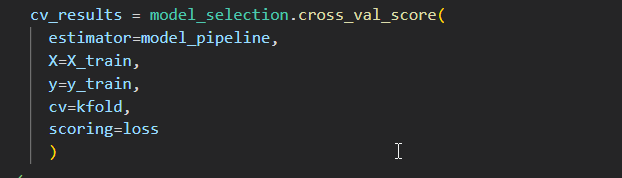 cv_results = model_selection.cross_val_score(
estimator=model_pipeline,
X=X_train,
y=y_train,
cv=kfold,
scoring=loss
)